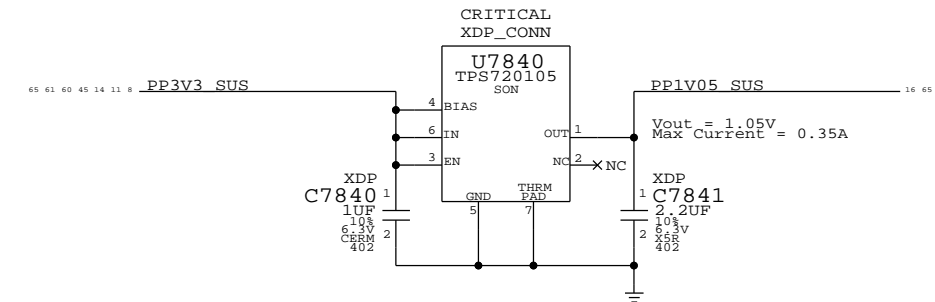 CRITICAL
XDP_CONN
U7840
TPS720105
SON
65 61 60 45 14 11 8 PP3V3_SUS
PP1V05_SUS 16 65
4 BIAS
Vout = 1.05V
Max Current = 0.35A
6 IN
OUT 1
3 EN
NC 2 NC
THRM
GND PAD
5 7
XDP
C7840 1
1UF
10%
6.3V 2
CERM
402
XDP
1 C7841
2.2UF
10%
2 6.3V
X5R
402